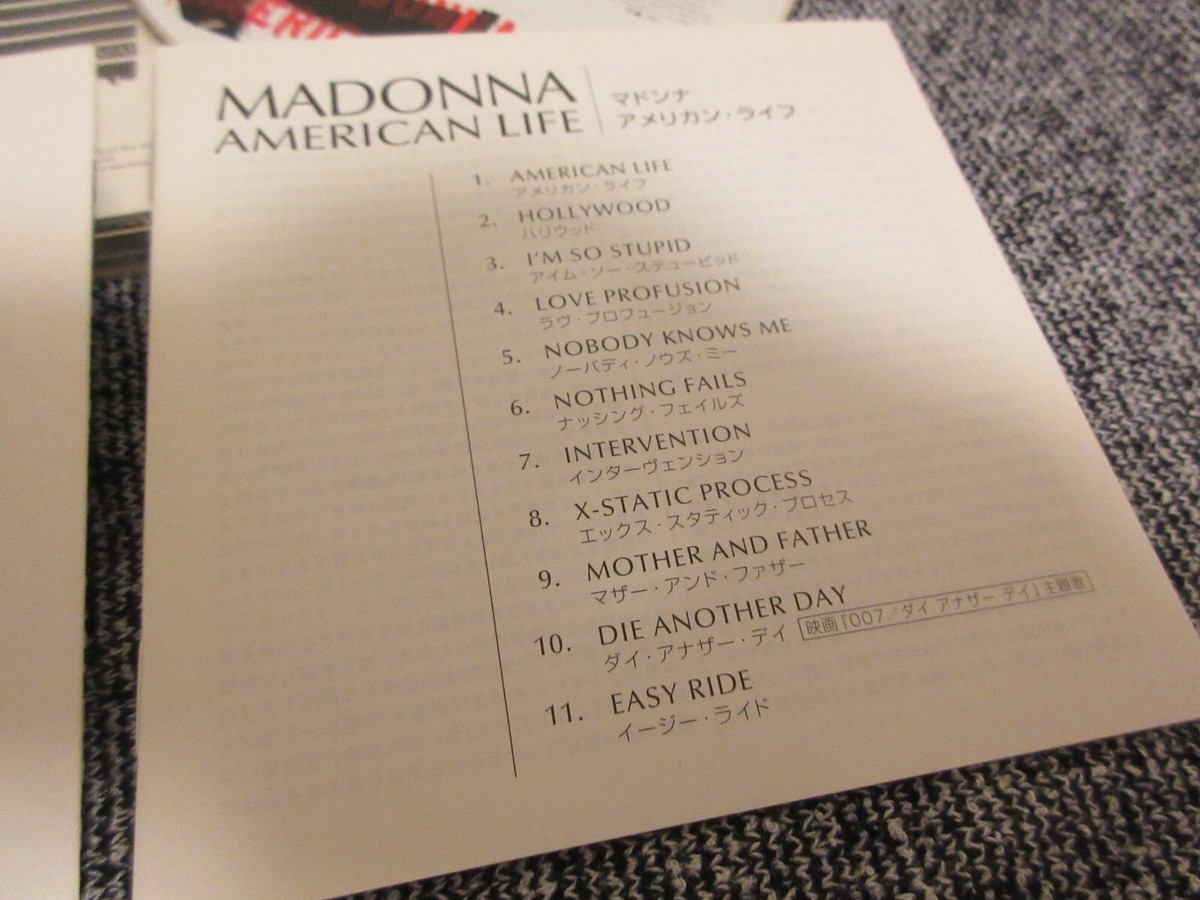 MADONNA
AMERICAN LIFE
マドンナ
アメリカン・ライフ
1. AMERICAN LIFE
アメリカン・ライフ
2. HOLLYWOOD
ハリウッド
3. I'M SO STUPID
アイム・ソー・ステューピッド
4. LOVE PROFUSION
ラヴ・プロフュージョン
5. NOBODY KNOWS ME
ノーバディ・ノウズ・ミー
6. NOTHING FAILS
ナッシング・フェイルズ
7. INTERVENTION
インターヴェンション
8. X-STATIC PROCESS
エックス・スタティック・プロセス
9. MOTHER AND FATHER
マザー・アンド・ファザー
10. DIE ANOTHER DAY
ダイ・アナザー・デイ 映画『007/ダイ アナザー デイ』主題歌
11. EASY RIDE
イージー・ライド